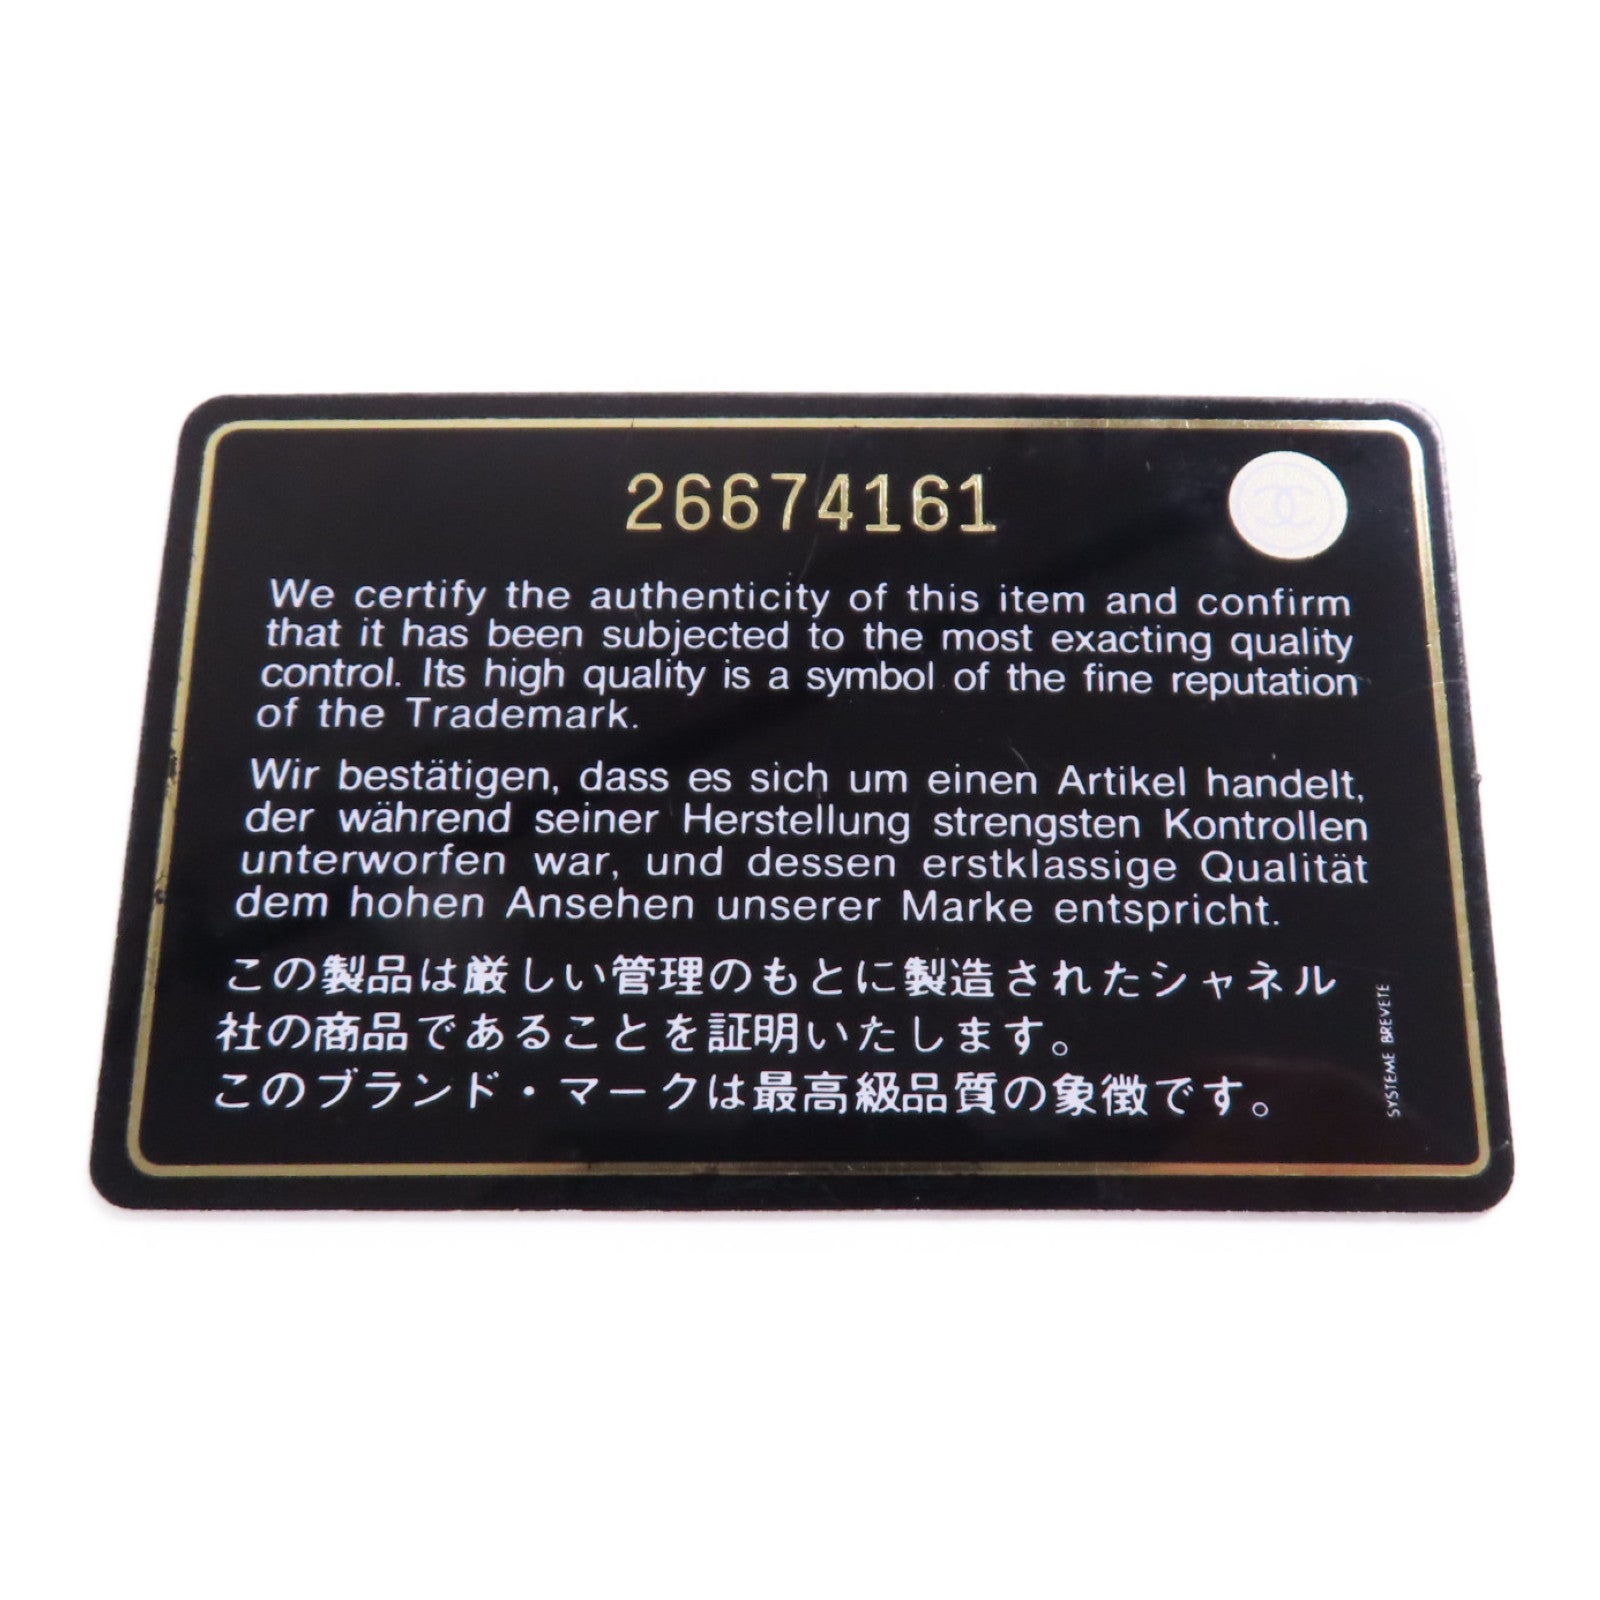 26674161
We certify the authenticity of this item and confirm
that it has been subjected to the most exacting quality
control. Its high quality is a symbol of the fine reputation
of the Trademark.
Wir bestätigen, dass es sich um einen Artikel handelt,
der während seiner Herstellung strengsten Kontrollen
unterworfen war, und dessen erstklassige Qualität
dem hohen Ansehen unserer Marke entspricht.
この製品は厳しい管理のもとに製造されたシャネル
社の商品であることを証明いたします。
このブランド・マークは最高級品質の象徴です。
SYSTEME BREVETE